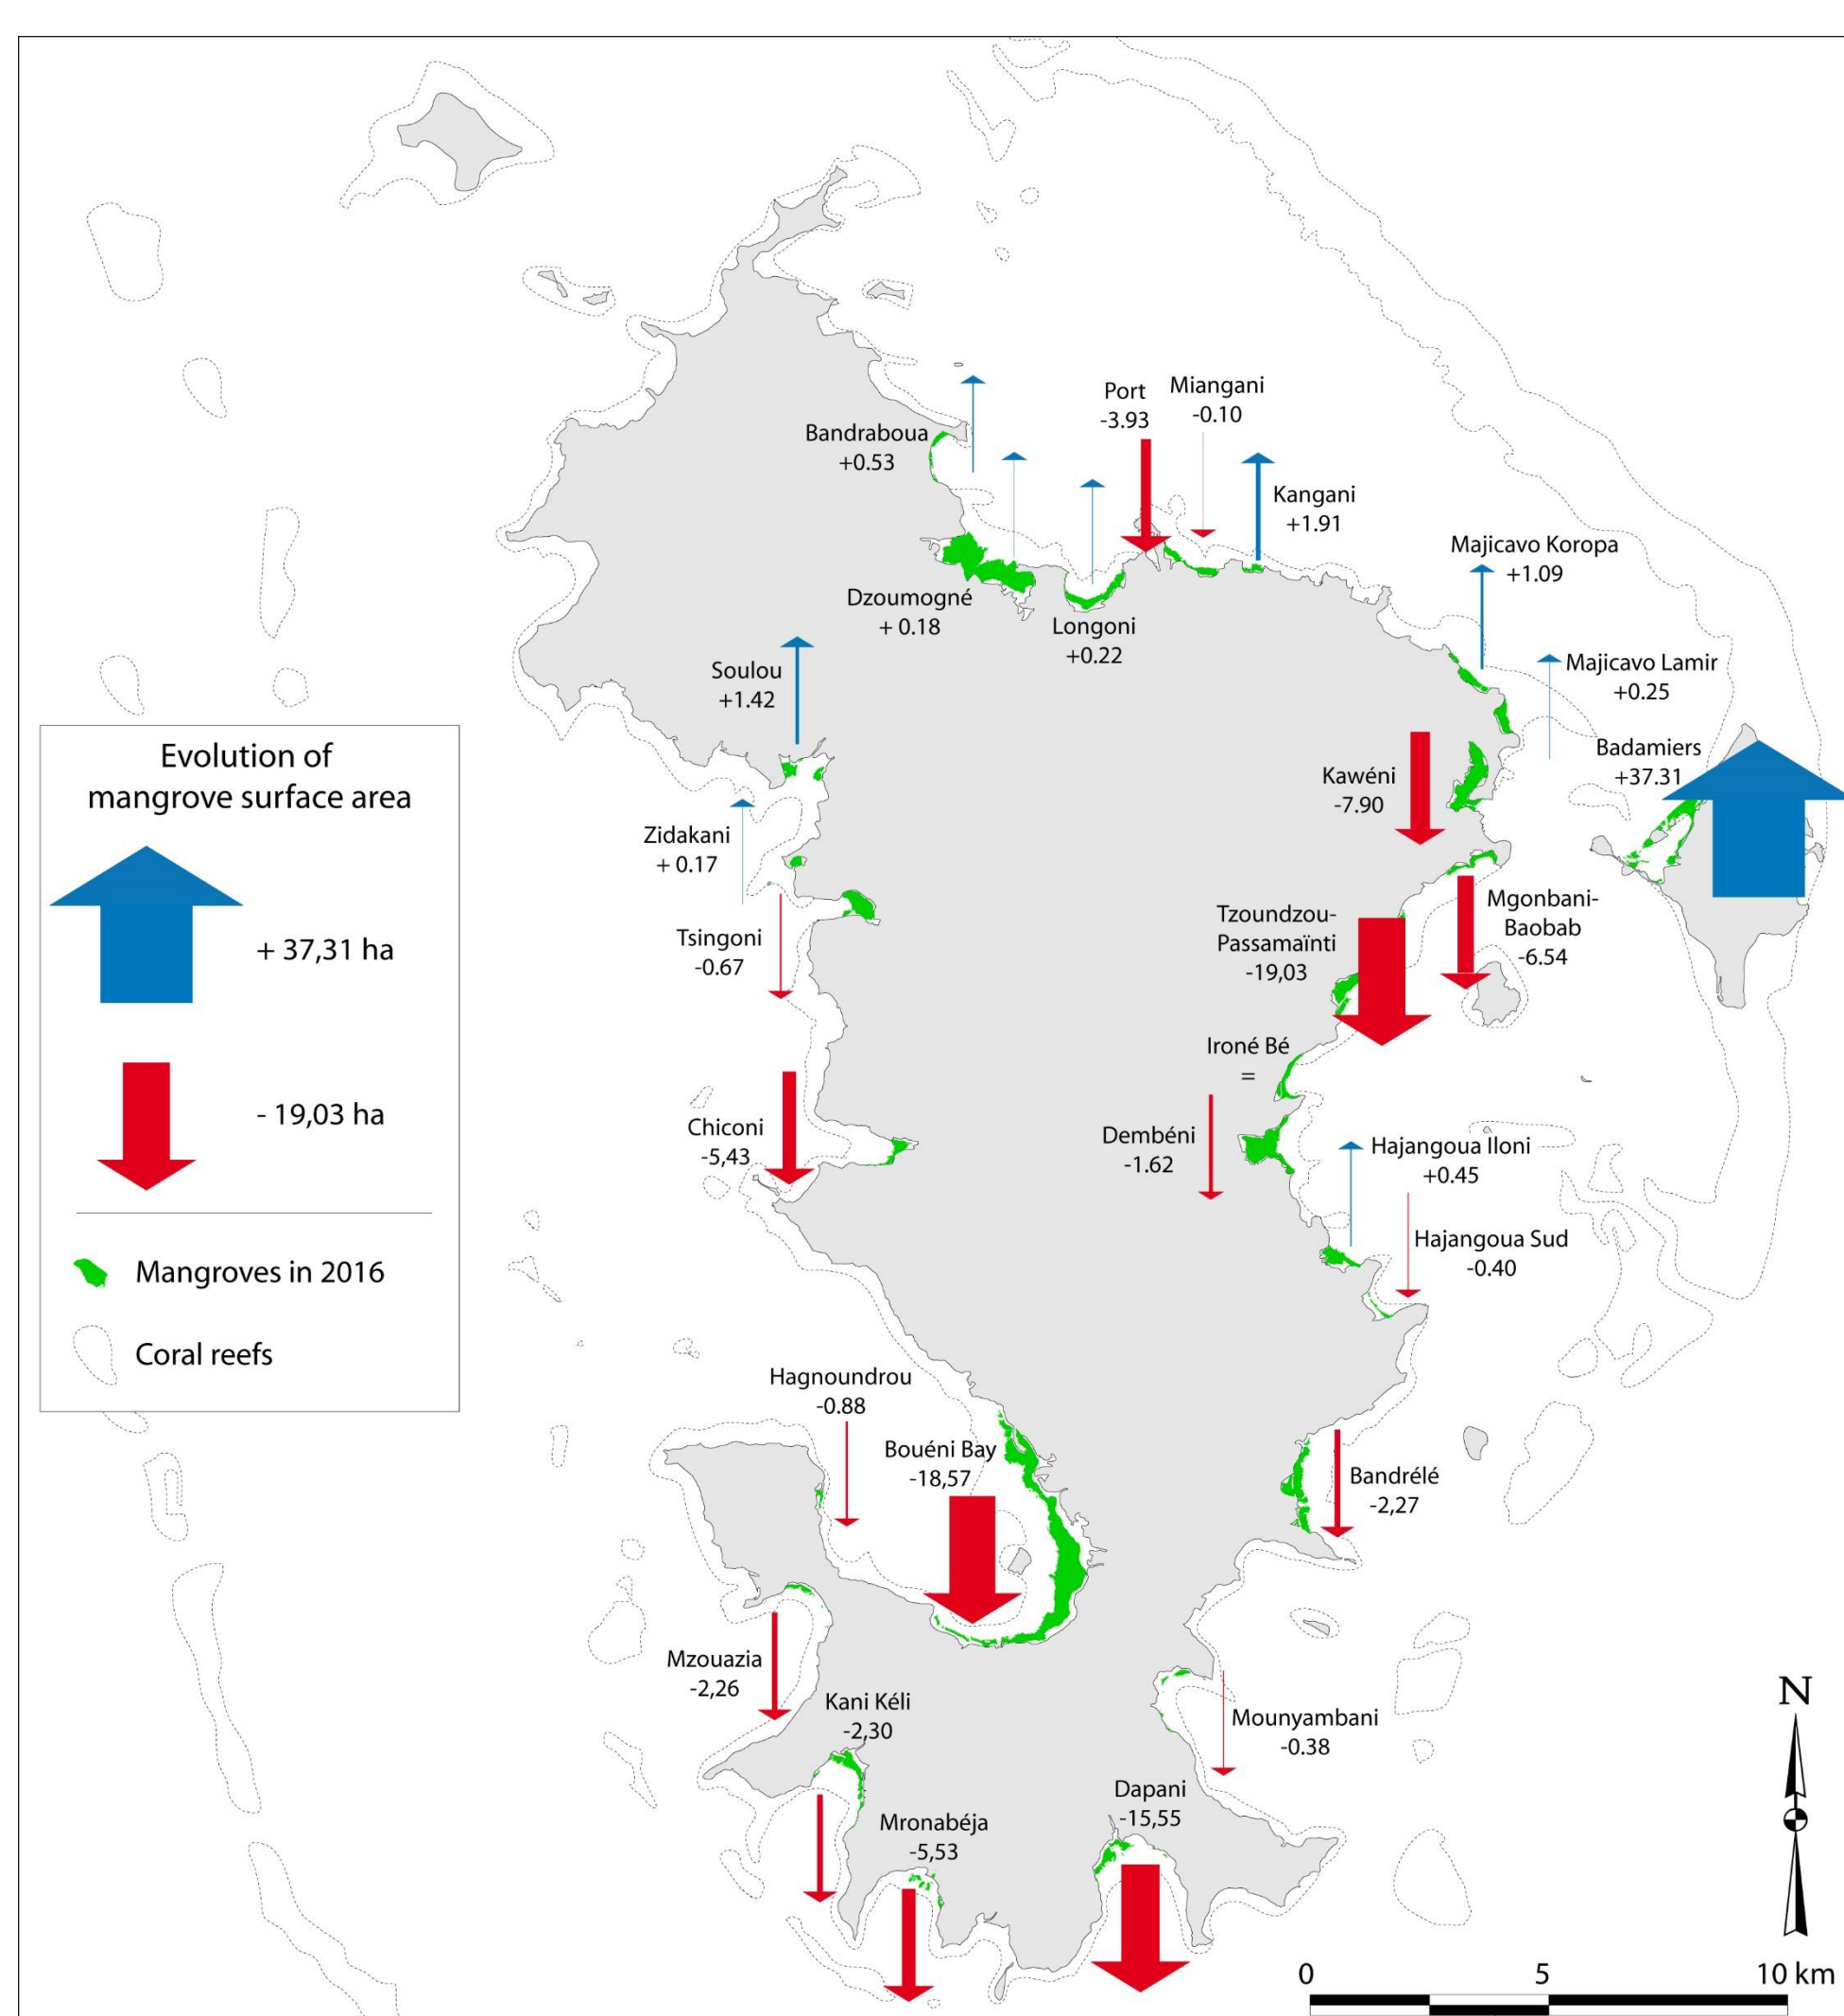 Port
-3.93
Miangani
-0.10
Bandraboua
+0.53
Kangani
+1.91
Majicavo Koropa
+1.09
Dzoumogné
+ 0.18
Longoni
+0.22
Soulou
+1.42
Majicavo Lamir
+0.25
Badamiers
+37.31
Kawéni
-7.90
Zidakani
+ 0.17
Mgonbani-
Baobab
-6.54
Tzoundzou-
Passamaïnti
-19,03
Tsingoni
-0.67
Ironé Bé
=
Chiconi
-5,43
Dembéni
-1.62
Hajangoua Iloni
+0.45
Hajangoua Sud
-0.40
Hagnoundrou
-0.88
Bouéni Bay
-18,57
Bandrélé
-2,27
Mzouazia
-2,26
Kani Kéli
-2,30
Mounyambani
-0.38
Dapani
-15,55
Mronabéja
-5,53
Evolution of
mangrove surface area
+ 37,31 ha
- 19,03 ha
Mangroves in 2016
Coral reefs
N
0 5 10 km